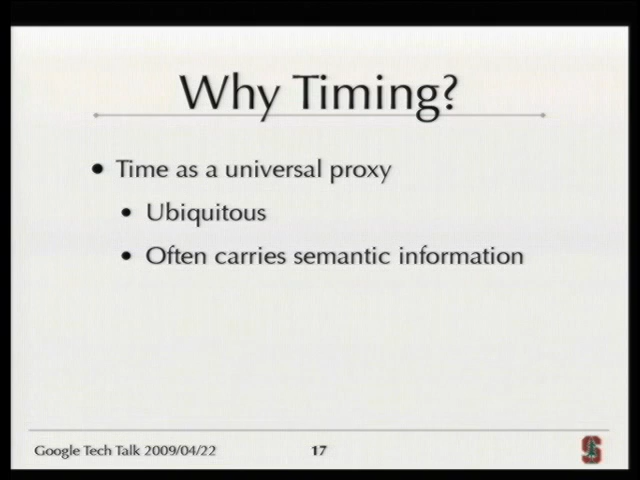 Why Timing?
• Time as a universal proxy
• Ubiquitous
• Often carries semantic information
Google Tech Talk 2009/04/22 17
S